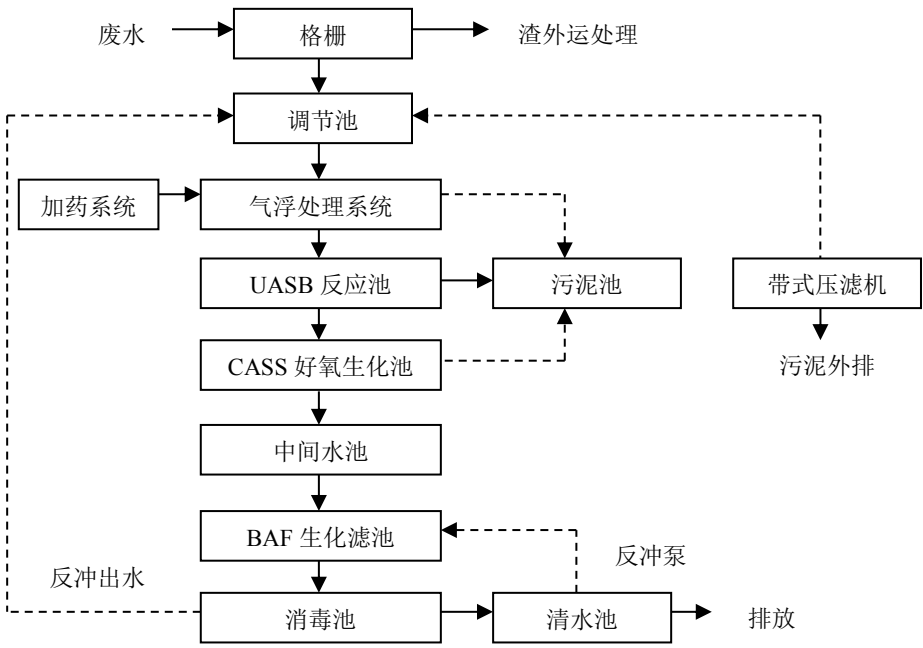 废水
格栅
渣外运处理
调节池
加药系统
气浮处理系统
UASB 反应池
污泥池
带式压滤机
CASS 好氧生化池
污泥外排
中间水池
BAF 生化滤池
反冲出水
反冲泵
消毒池
清水池
排放